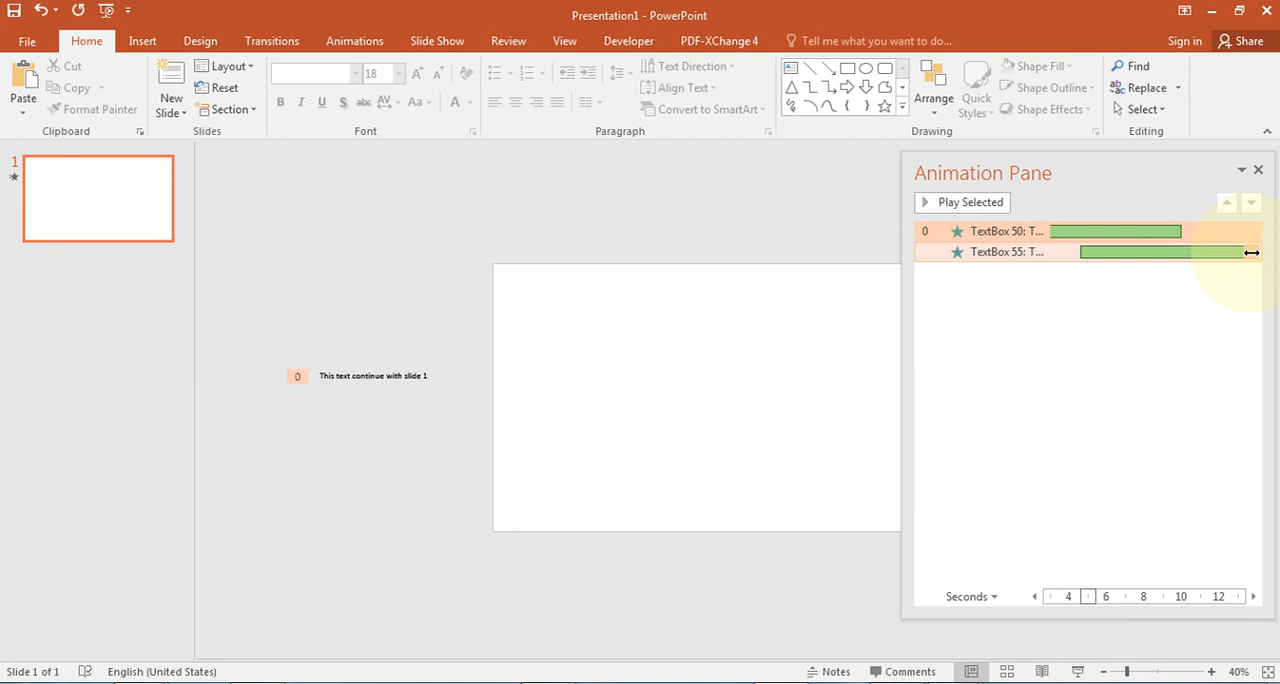 Presentation1 - PowerPoint
File Home Insert Design Transitions Animations Slide Show Review View Developer PDF-XChange 4 Tell me what you want to do... Sign in Share
Paste Cut Copy Format Painter Clipboard
New Slide Layout Reset Section Slides
18 B I U S abc AV Aa A Font
Text Direction Align Text Convert to SmartArt Paragraph
Arrange Quick Styles Shape Fill Shape Outline Shape Effects Drawing
Find Replace Select Editing
1
Animation Pane
Play Selected
0 TextBox 50: T...
TextBox 55: T...
0 This text continue with slide 1
Seconds 4 6 8 10 12
Slide 1 of 1 English (United States) Notes Comments 40%